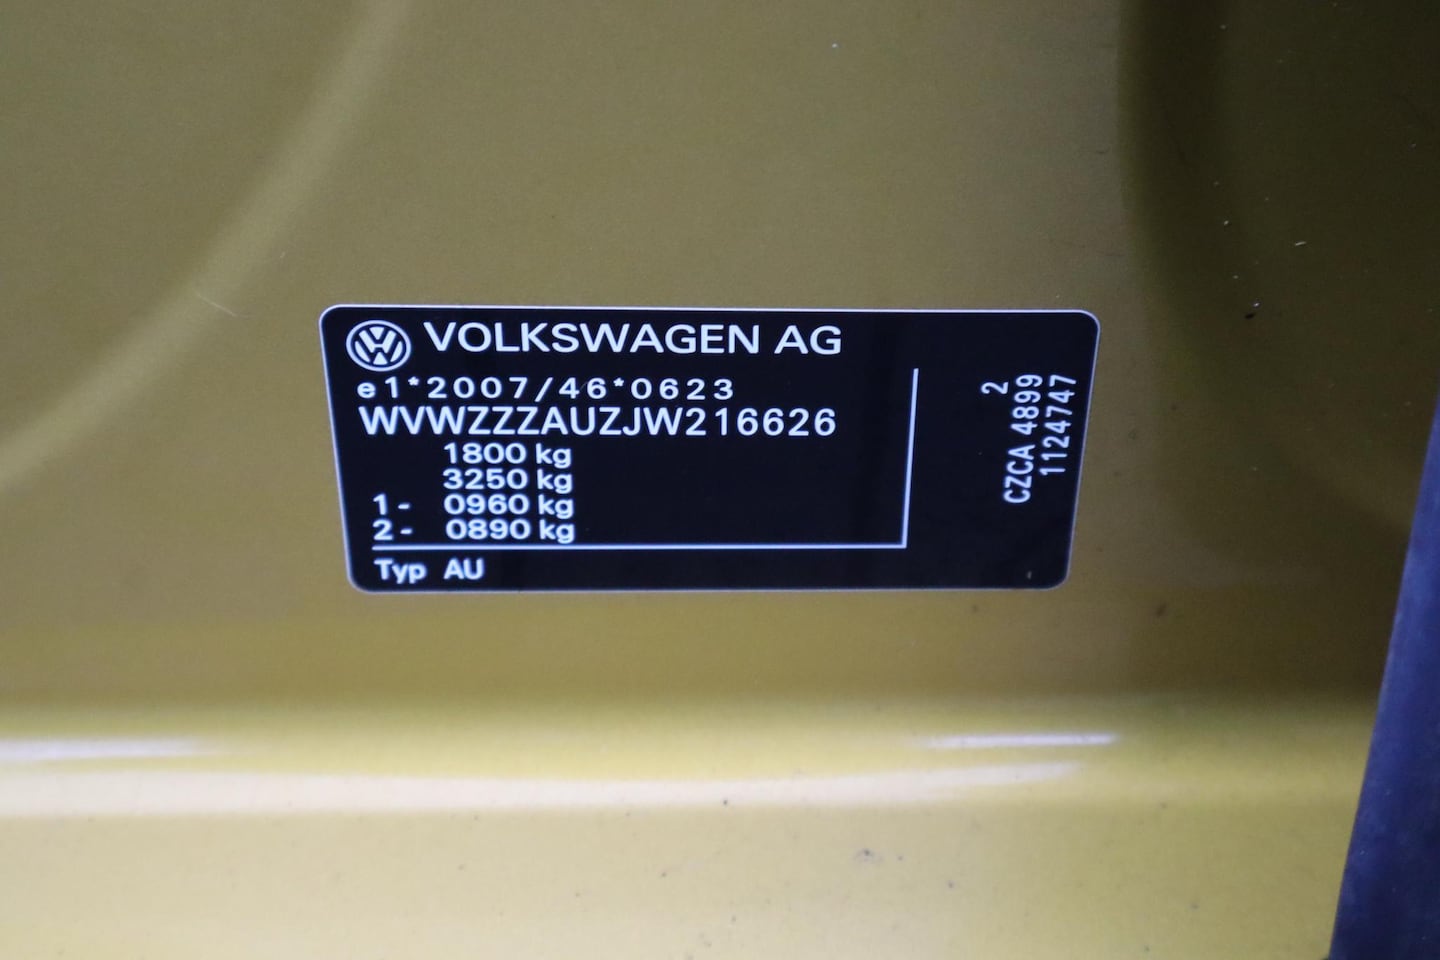 VOLKSWAGEN AG
e1*2007/46*0623
WVWZZZAUZJW216626
1800 kg
3250 kg
1- 0960 kg
2- 0890 kg
Typ AU
2
CZCA 4899
1124747